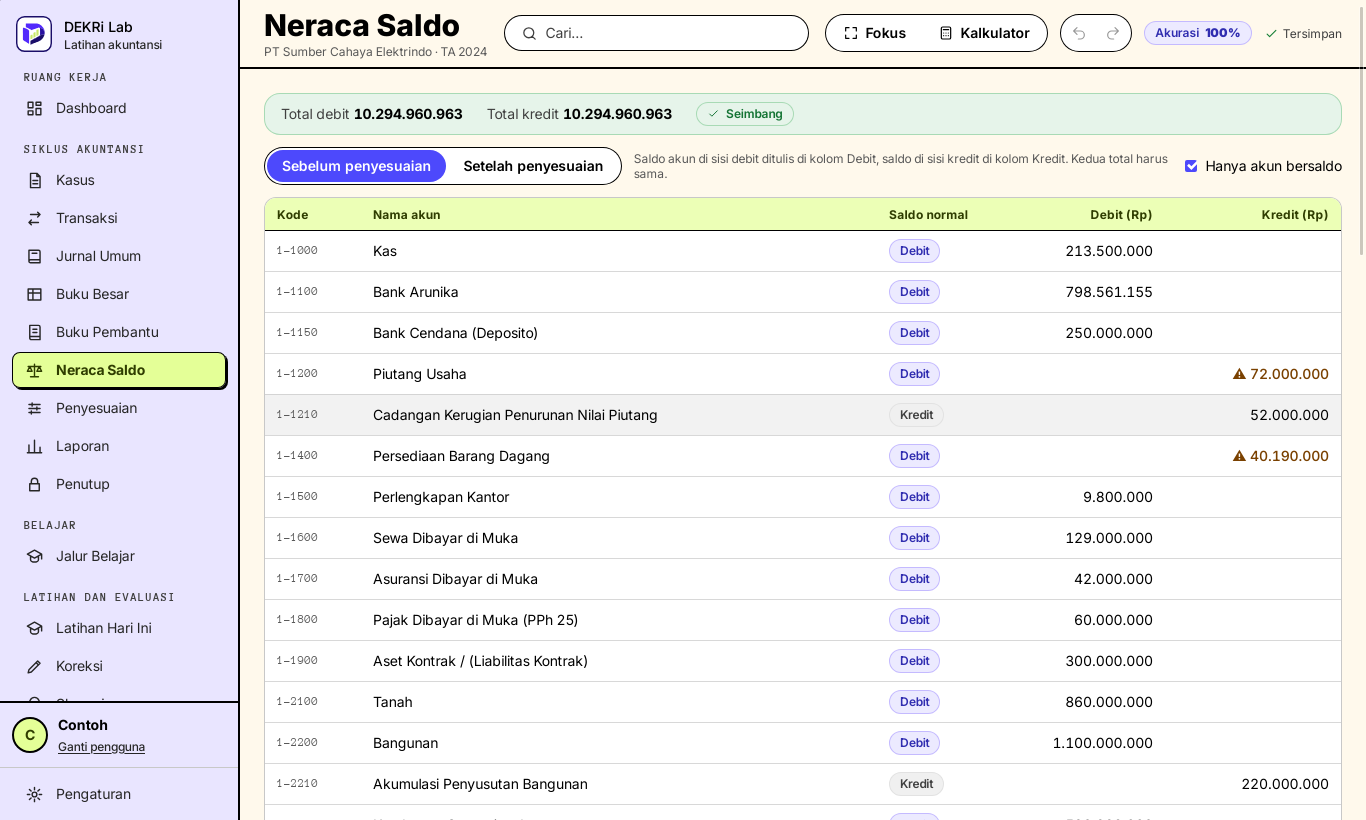 DEKRi Lab
Latihan akuntansi
RUANG KERJA
Dashboard
SIKLUS AKUNTANSI
Kasus
Transaksi
Jurnal Umum
Buku Besar
Buku Pembantu
Neraca Saldo
Penyesuaian
Laporan
Penutup
BELAJAR
Jalur Belajar
LATIHAN DAN EVALUASI
Latihan Hari Ini
Koreksi
C
Contoh
Ganti pengguna
Pengaturan
Neraca Saldo
PT Sumber Cahaya Elektrindo · TA 2024
Cari...
Fokus
Kalkulator
Akurasi 100%
Tersimpan
Total debit 10.294.960.963 Total kredit 10.294.960.963 Seimbang
Sebelum penyesuaian Setelah penyesuaian
Saldo akun di sisi debit ditulis di kolom Debit, saldo di sisi kredit di kolom Kredit. Kedua total harus
sama.
Hanya akun bersaldo
Kode Nama akun Saldo normal Debit (Rp) Kredit (Rp)
1-1000 Kas Debit 213.500.000
1-1100 Bank Arunika Debit 798.561.155
1-1150 Bank Cendana (Deposito) Debit 250.000.000
1-1200 Piutang Usaha Debit 72.000.000
1-1210 Cadangan Kerugian Penurunan Nilai Piutang Kredit 52.000.000
1-1400 Persediaan Barang Dagang Debit 40.190.000
1-1500 Perlengkapan Kantor Debit 9.800.000
1-1600 Sewa Dibayar di Muka Debit 129.000.000
1-1700 Asuransi Dibayar di Muka Debit 42.000.000
1-1800 Pajak Dibayar di Muka (PPh 25) Debit 60.000.000
1-1900 Aset Kontrak / (Liabilitas Kontrak) Debit 300.000.000
1-2100 Tanah Debit 860.000.000
1-2200 Bangunan Debit 1.100.000.000
1-2210 Akumulasi Penyusutan Bangunan Kredit 220.000.000